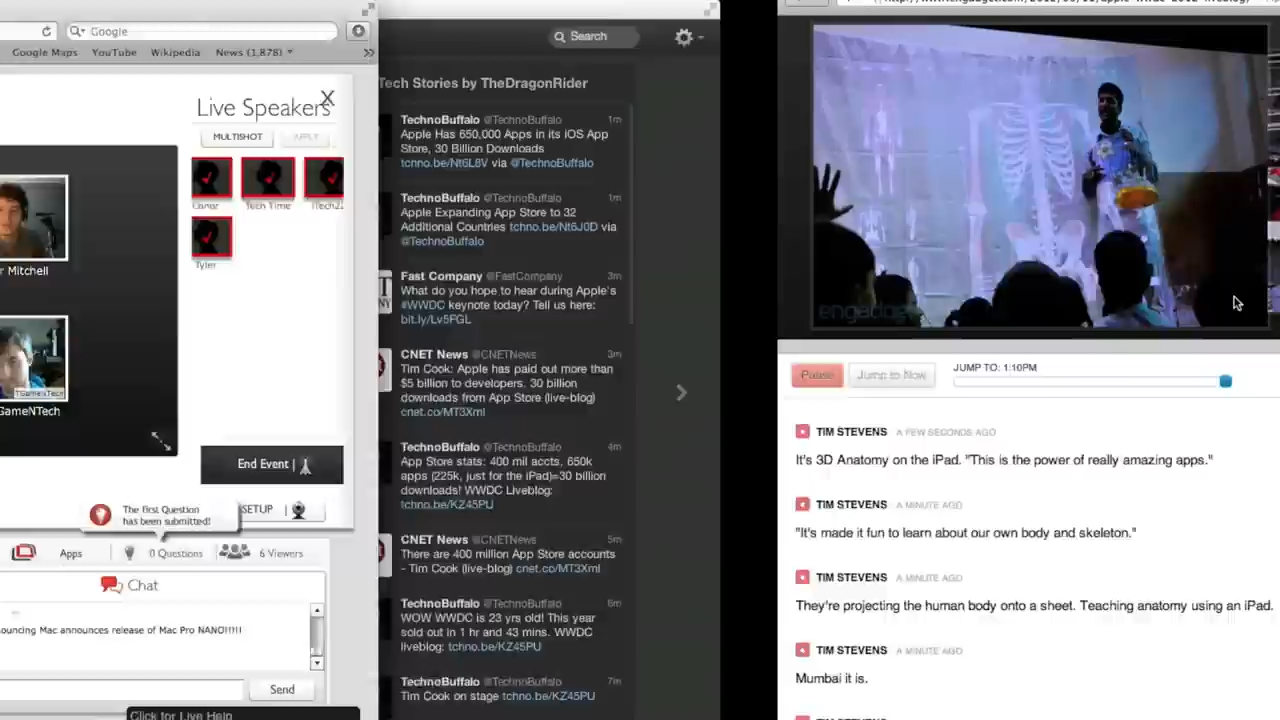 Google
Google Maps YouTube Wikipedia News (1,878)
Live Speakers
X
MULTISHOT APPLY
Conor Tech Time iTech2
Tyler
r Mitchell
TGamenTech
GameNTech
End Event |
The first Question
has been submitted!
SETUP |
Apps 0 Questions 6 Viewers
Chat
ouncing Mac announces release of Mac Pro NANO!!!!!
Send
Click for Live Help
Search
Tech Stories by TheDragonRider
TechnoBuffalo @TechnoBuffalo 1m
Apple Has 650,000 Apps in its iOS App
Store, 30 Billion Downloads
tchno.be/Nt6L8V via @TechnoBuffalo
TechnoBuffalo @TechnoBuffalo 1m
Apple Expanding App Store to 32
Additional Countries tchno.be/Nt6J0D via
@TechnoBuffalo
Fast Company @FastCompany 3m
What do you hope to hear during Apple's
#WWDC keynote today? Tell us here:
bit.ly/Lv5FGL
CNET News @CNETNews 3m
Tim Cook: Apple has paid out more than
$5 billion to developers. 30 billion
downloads from App Store (live-blog)
cnet.co/MT3Xml
TechnoBuffalo @TechnoBuffalo 4m
App Store stats: 400 mil accts, 650k
apps (225k, just for the iPad)=30 billion
downloads! WWDC Liveblog:
tchno.be/KZ45PU
CNET News @CNETNews 5m
There are 400 million App Store accounts
- Tim Cook (live-blog) cnet.co/MT3Xml
TechnoBuffalo @TechnoBuffalo 6m
WOW WWDC is 23 yrs old! This year
sold out in 1 hr and 43 mins. WWDC
liveblog: tchno.be/KZ45PU
TechnoBuffalo @TechnoBuffalo 7m
Tim Cook on stage tchno.be/KZ45PU
engadget
Pause Jump to Now JUMP TO: 1:10PM
TIM STEVENS A FEW SECONDS AGO
It's 3D Anatomy on the iPad. "This is the power of really amazing apps."
TIM STEVENS A MINUTE AGO
"It's made it fun to learn about our own body and skeleton."
TIM STEVENS A MINUTE AGO
They're projecting the human body onto a sheet. Teaching anatomy using an iPad.
TIM STEVENS A MINUTE AGO
Mumbai it is.